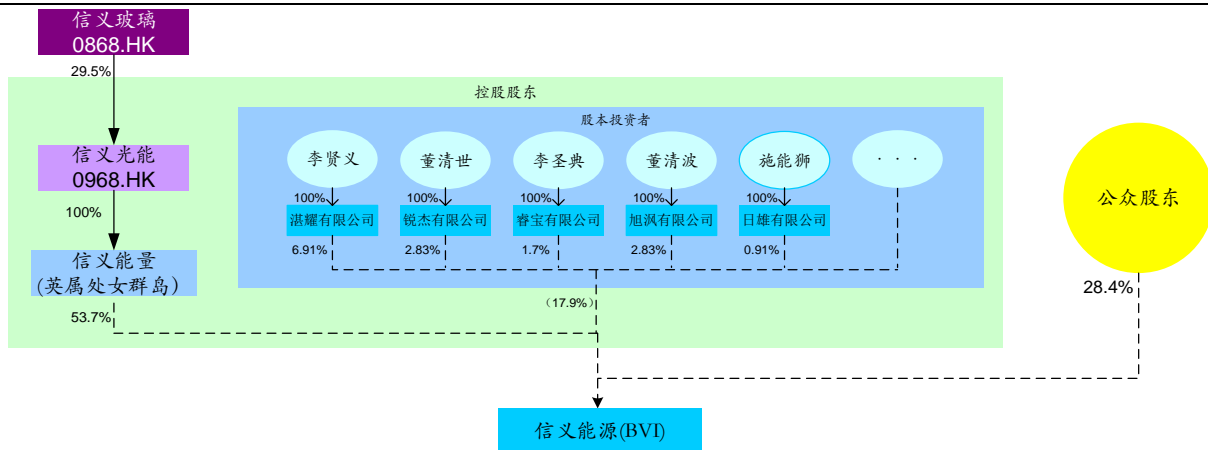 信义玻璃
0868.HK
29.5%
控股股东
股本投资者
李贤义
董清世
李圣典
董清波
施能狮
· · ·
信义光能
0968.HK
公众股东
100%
100%
100%
100%
100%
湛耀有限公司
锐杰有限公司
睿宝有限公司
旭沨有限公司
日雄有限公司
100%
6.91%
2.83%
1.7%
2.83%
0.91%
信义能量
(英属处女群岛）
28.4%
（17.9%）
53.7%
信义能源(BVI)